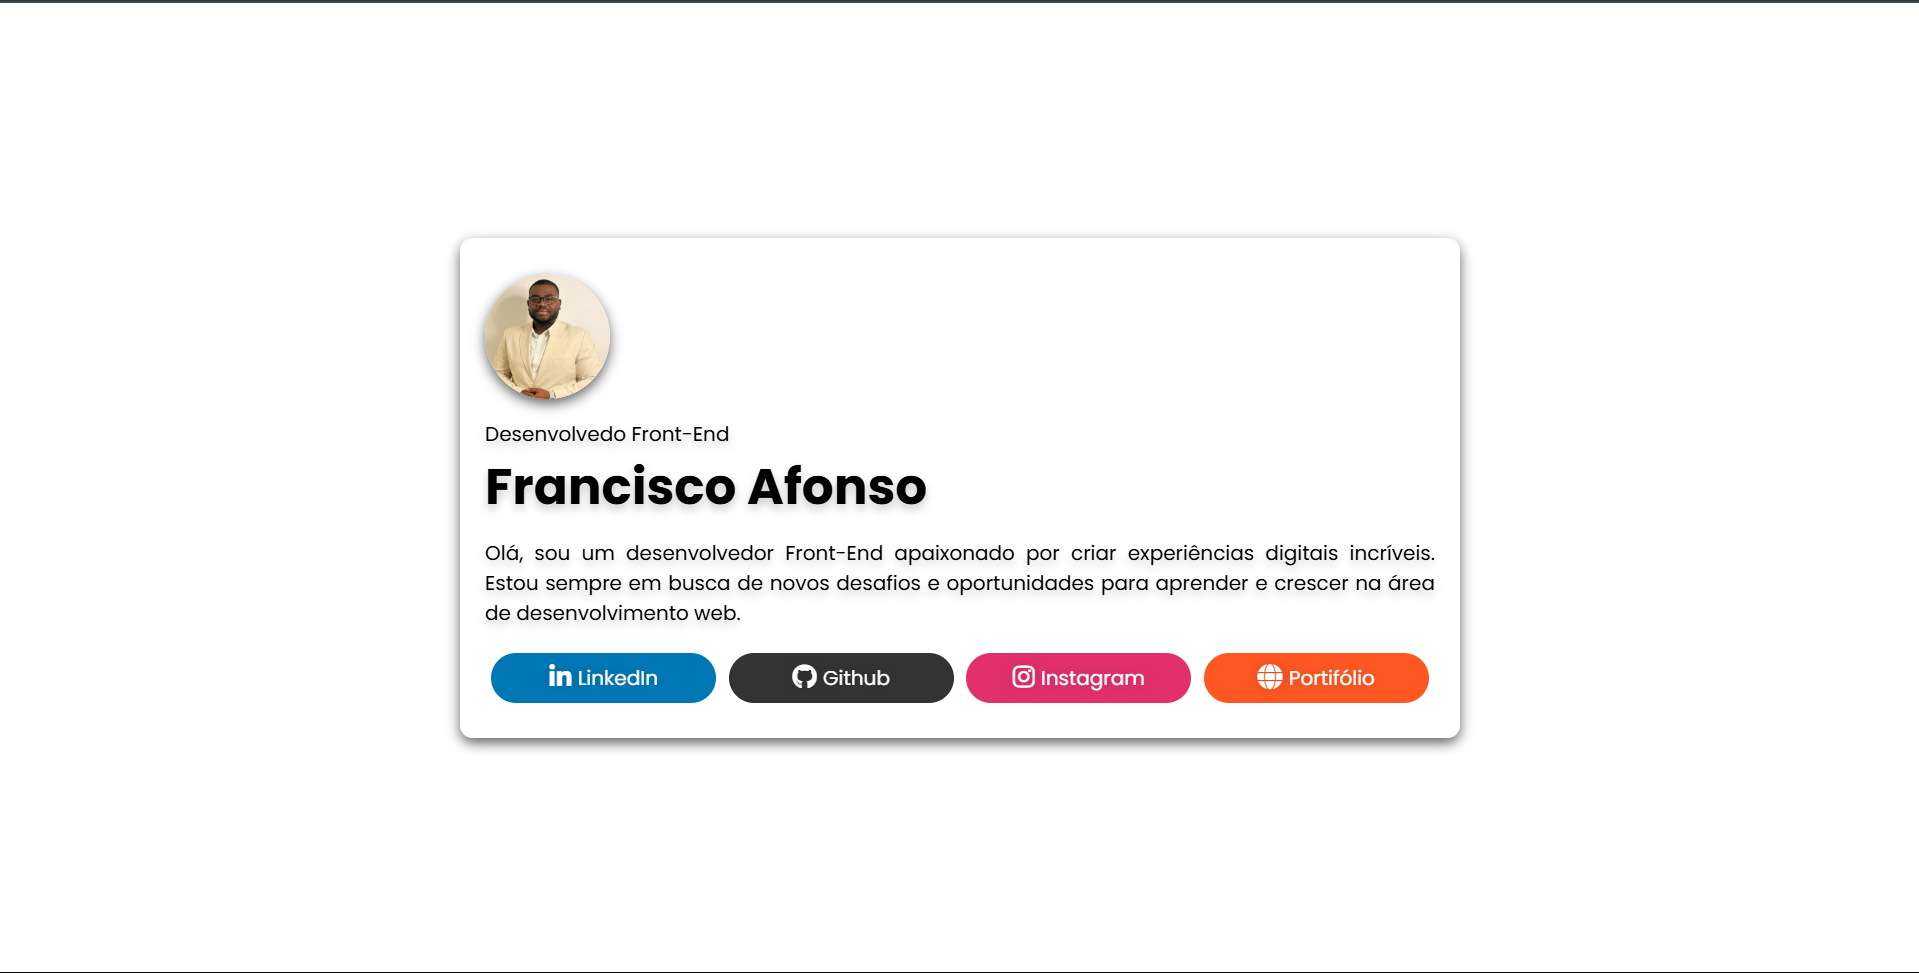 Desenvolvedo Front-End
Francisco Afonso
Olá, sou um desenvolvedor Front-End apaixonado por criar experiências digitais incríveis.
Estou sempre em busca de novos desafios e oportunidades para aprender e crescer na área
de desenvolvimento web.
LinkedIn Github Instagram Portifólio